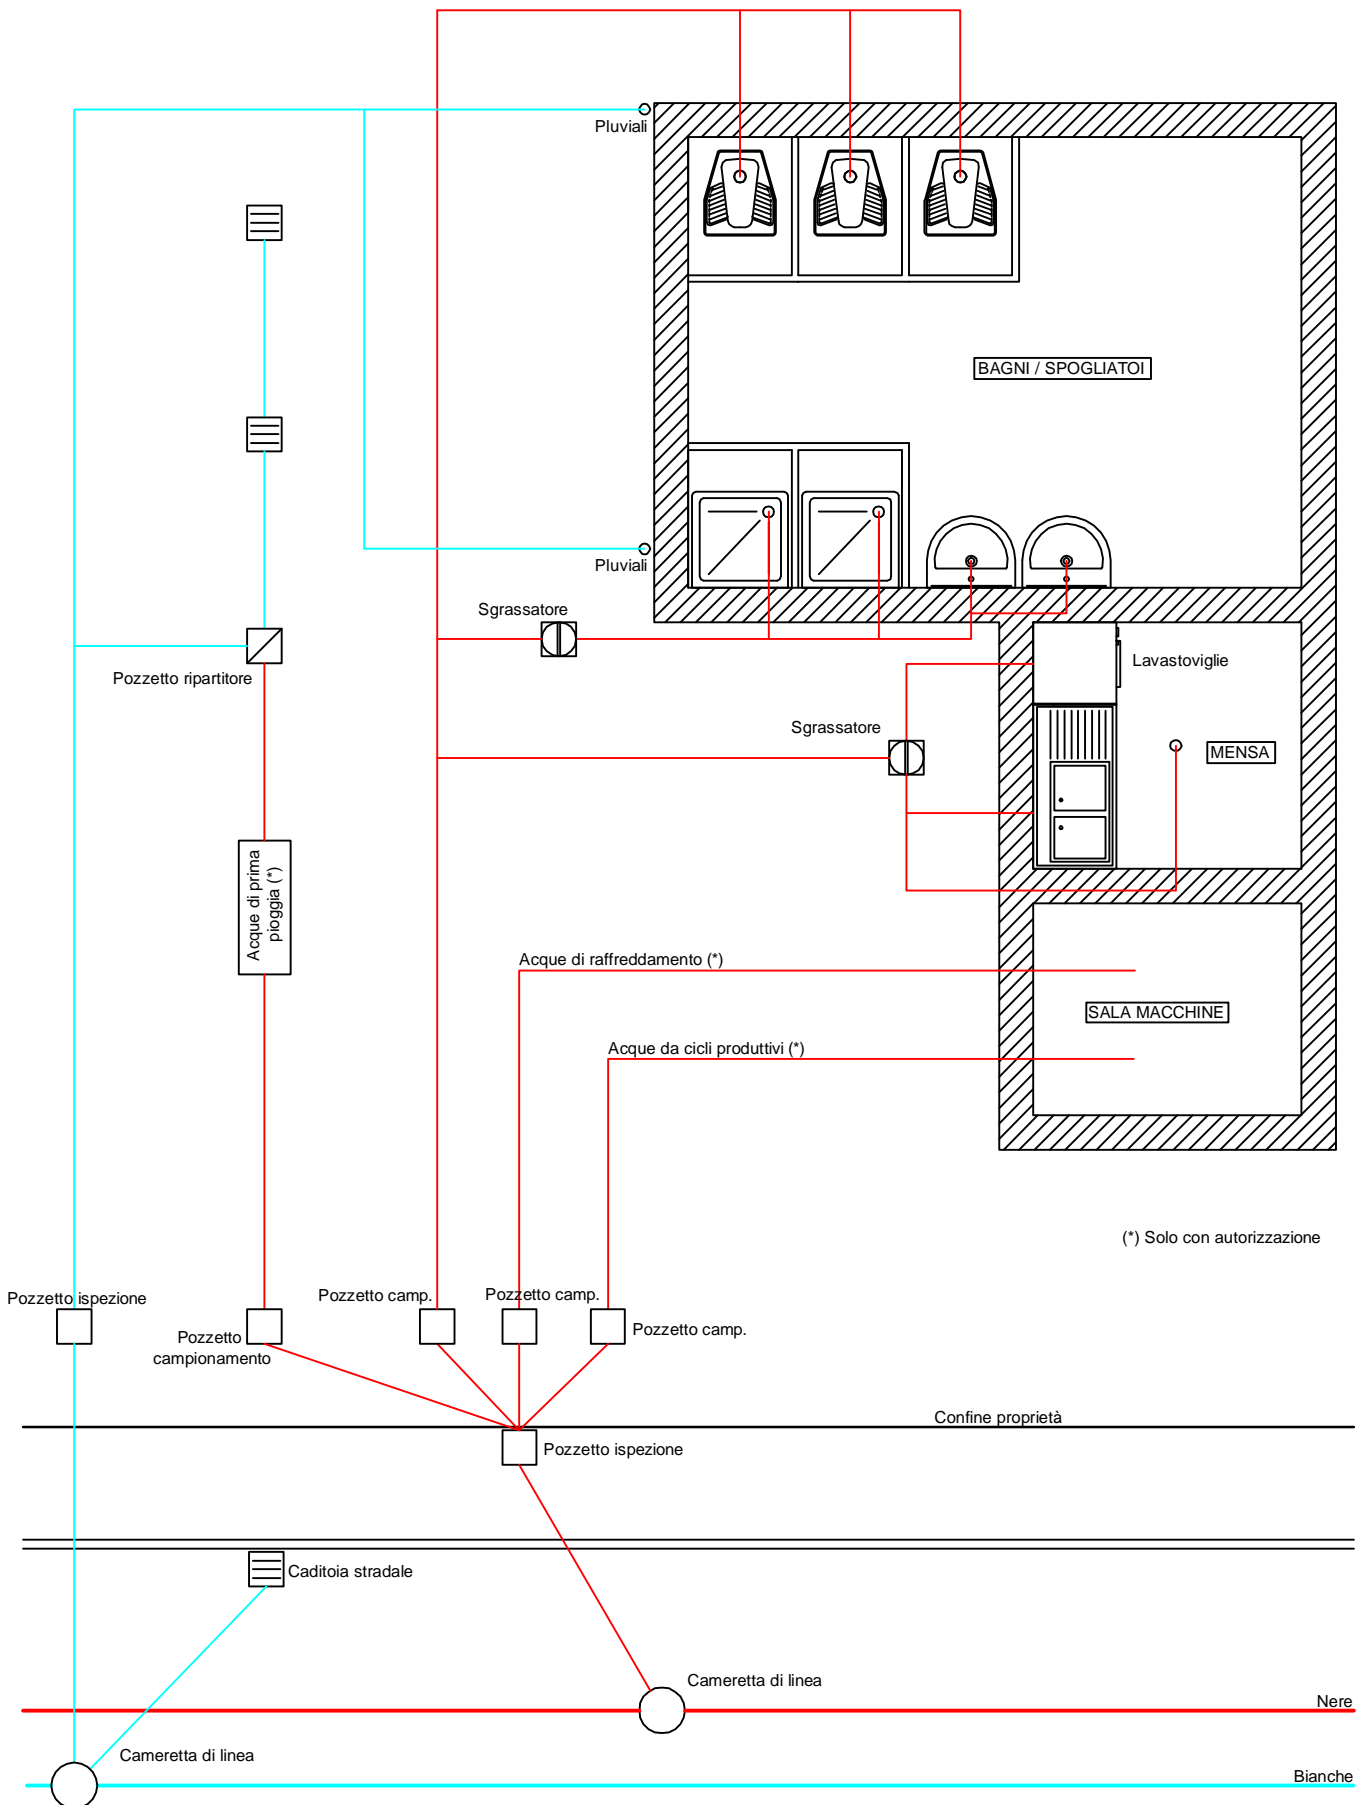 Pluviali
BAGNI / SPOGLIATOI
Pluviali
Sgrassatore
Lavastoviglie
Pozzetto ripartitore
Sgrassatore
MENSA
Acque di prima
pioggia (*)
Acque di raffreddamento (*)
SALA MACCHINE
Acque da cicli produttivi (*)
(*) Solo con autorizzazione
Pozzetto ispezione
Pozzetto camp.
Pozzetto camp.
Pozzetto
campionamento
Pozzetto camp.
Confine proprietà
Pozzetto ispezione
Caditoia stradale
Cameretta di linea
Nere
Cameretta di linea
Bianche